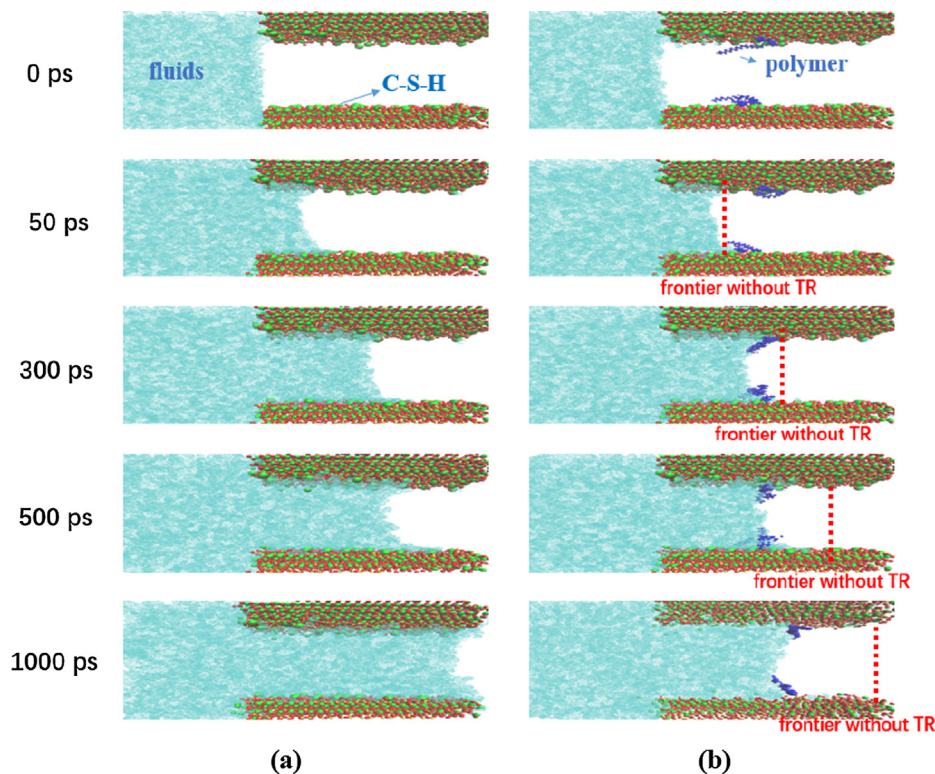 0 ps
fluids
C-S-H
polymer
50 ps
frontier without TR
300 ps
frontier without TR
500 ps
frontier without TR
1000 ps
frontier without TR
(a)
(b)